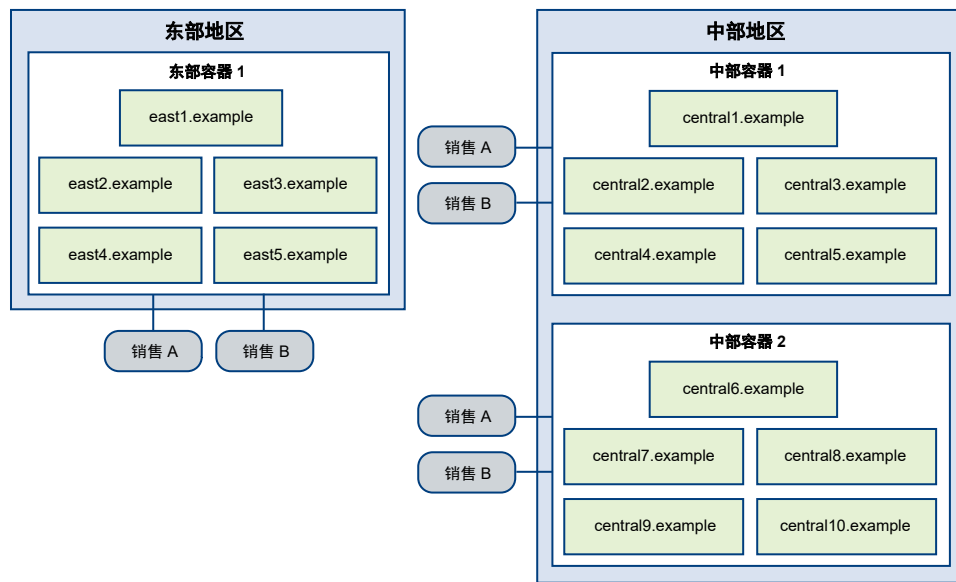 东部地区
东部容器 1
east1.example
east2.example
east3.example
east4.example
east5.example
销售 A
销售 B
中部地区
中部容器 1
central1.example
销售 A
central2.example
central3.example
销售 B
central4.example
central5.example
中部容器 2
central6.example
销售 A
central7.example
central8.example
销售 B
central9.example
central10.example